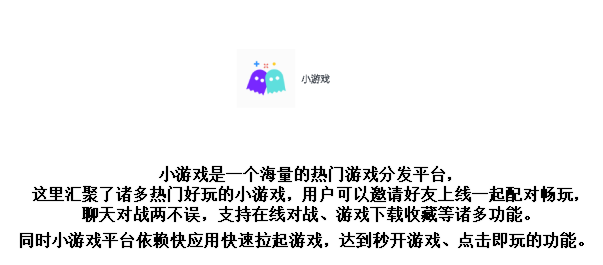 小游戏
小游戏是一个海量的热门游戏分发平台，
这里汇聚了诸多热门好玩的小游戏，用户可以邀请好友上线一起配对畅玩，
聊天对战两不误，支持在线对战、游戏下载收藏等诸多功能。
同时小游戏平台依赖快应用快速拉起游戏，达到秒开游戏、点击即玩的功能。